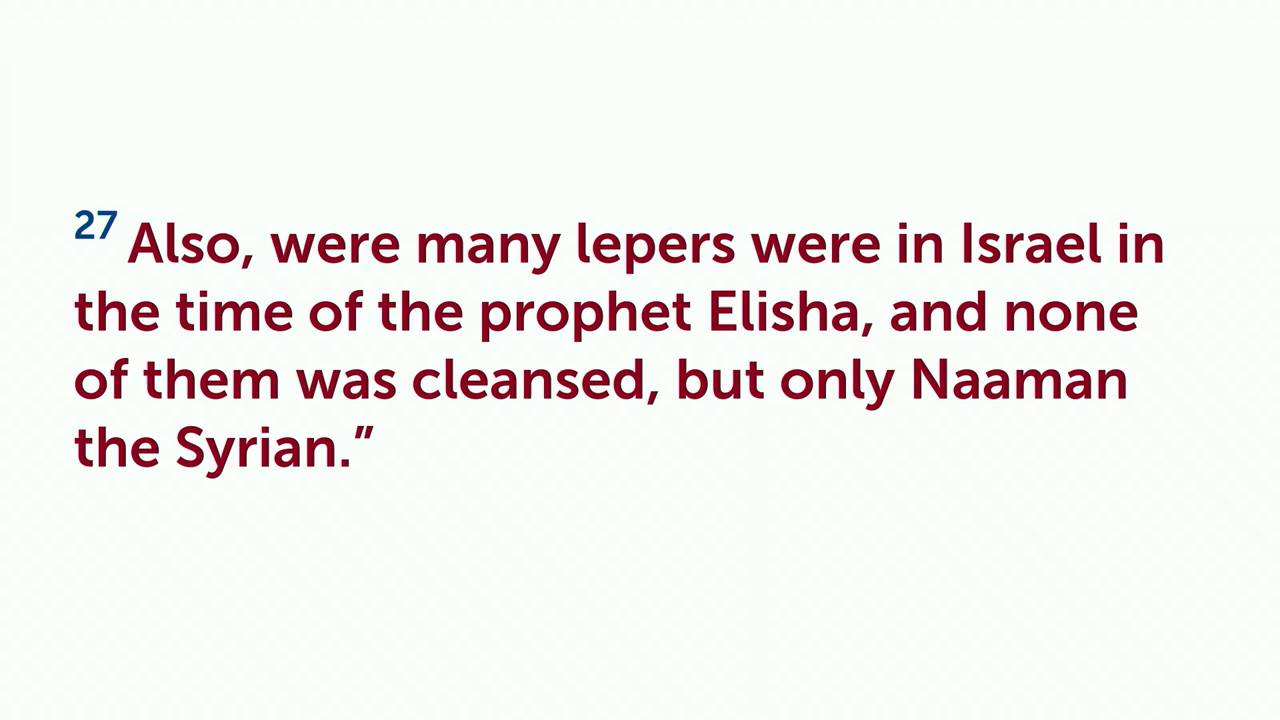 27 Also, were many lepers were in Israel in
the time of the prophet Elisha, and none
of them was cleansed, but only Naaman
the Syrian.”